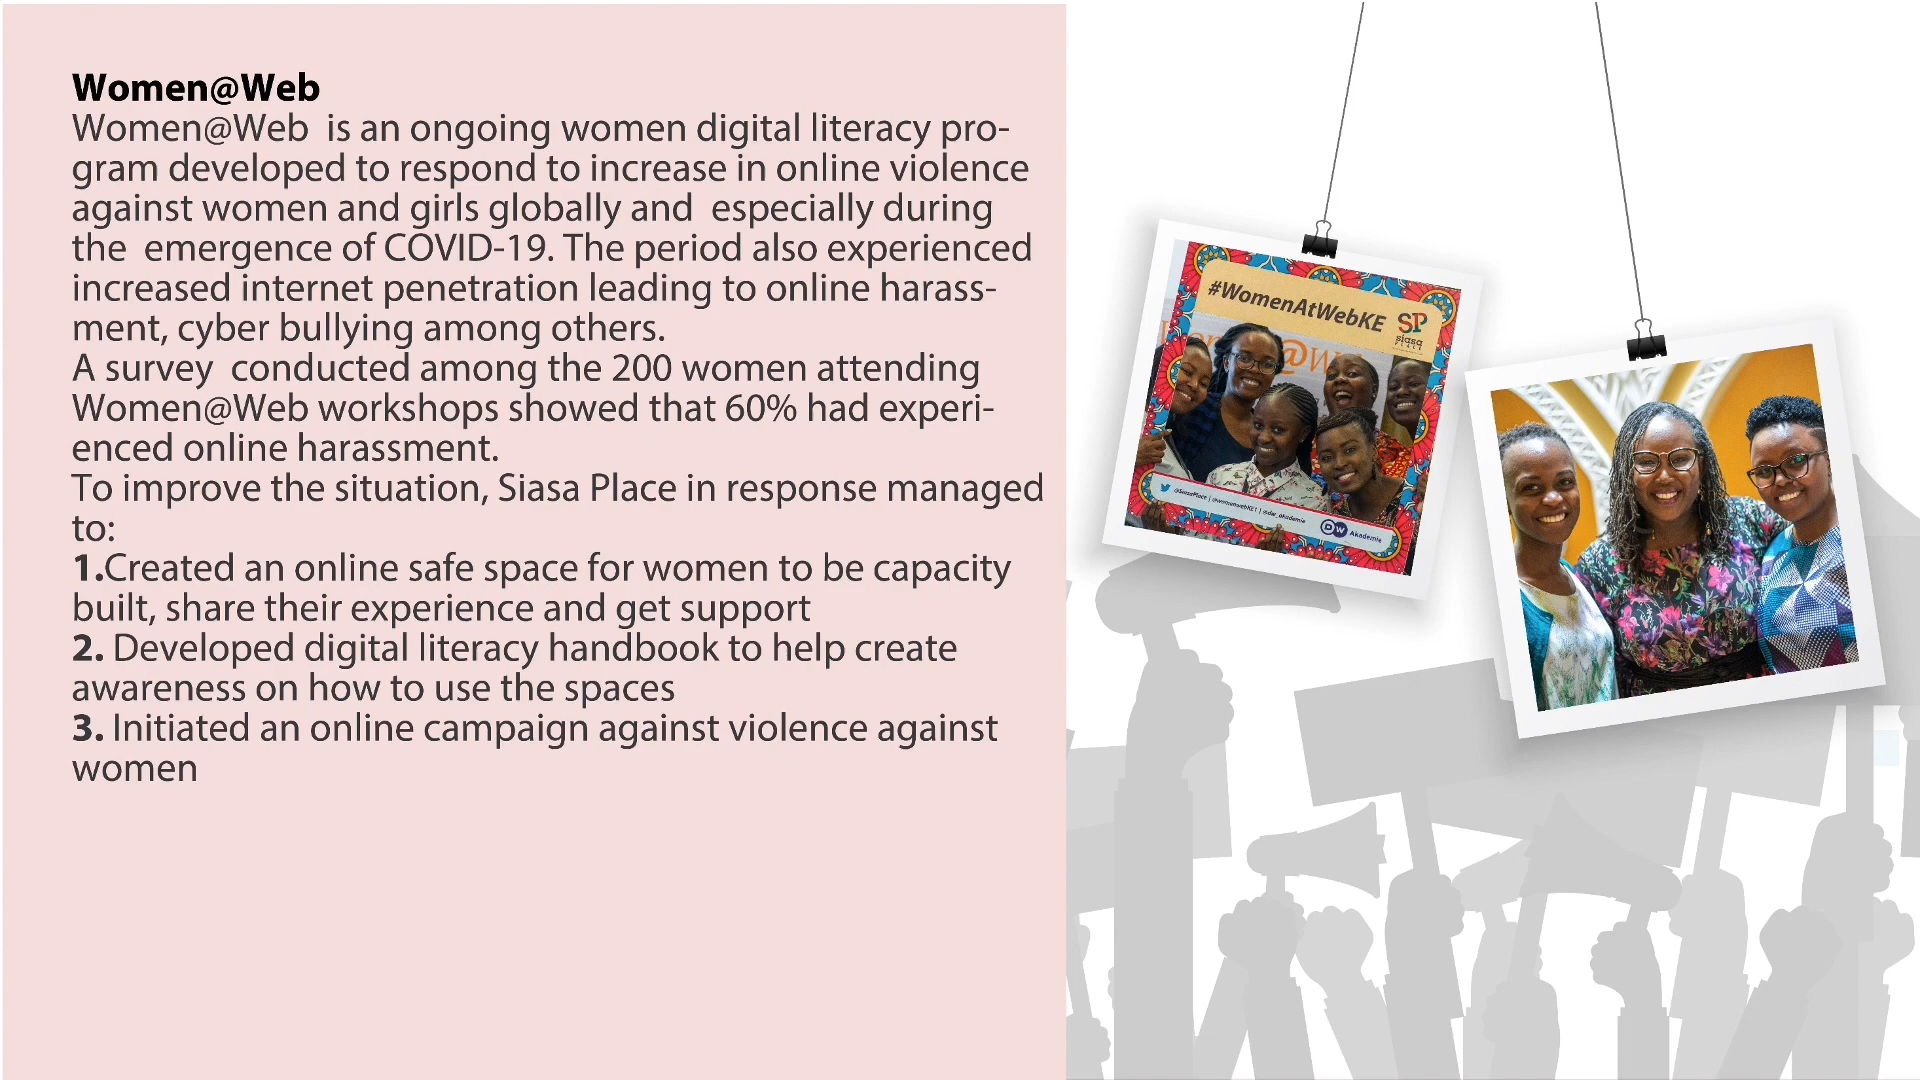 Women@Web
Women@Web  is an ongoing women digital literacy pro-
gram developed to respond to increase in online violence
against women and girls globally and  especially during
the  emergence of COVID-19. The period also experienced
increased internet penetration leading to online harass-
ment, cyber bullying among others.
A survey  conducted among the 200 women attending
Women@Web workshops showed that 60% had experi-
enced online harassment.
To improve the situation, Siasa Place in response managed
to:
1.Created an online safe space for women to be capacity
built, share their experience and get support
2. Developed digital literacy handbook to help create
awareness on how to use the spaces
3. Initiated an online campaign against violence against
women
#WomenAtWebKE
SP
siasa
PLACE
@SiasaPlace | @womenwebKE1 | @dw_akademie
DW Akademie